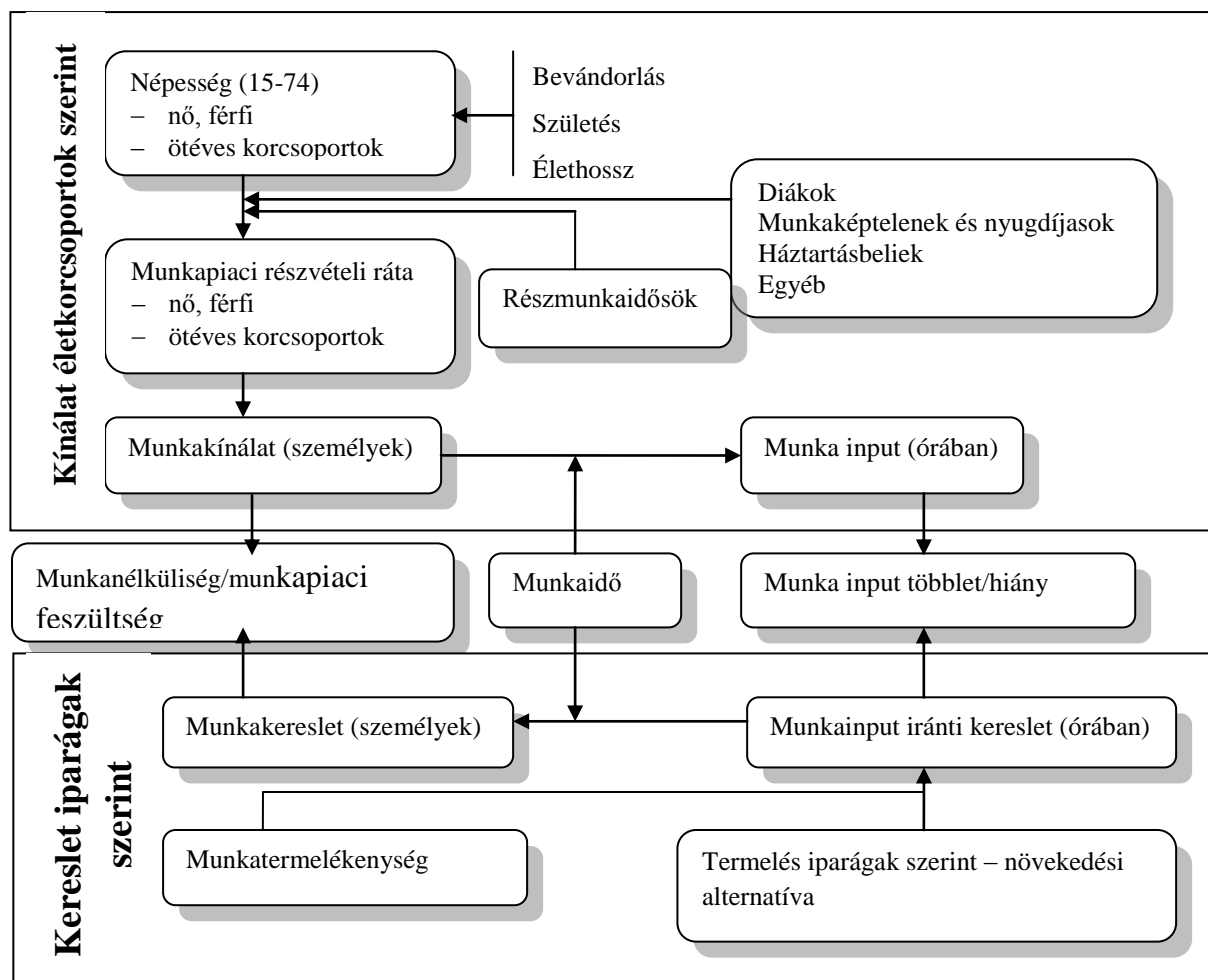 Kínálat életkorcsoportok szerint
Népesség (15-74)
– nő, férfi
– ötéves korcsoportok
Bevándorlás
Születés
Élethossz
Diákok
Munkaképtelenek és nyugdíjasok
Háztartásbeliek
Egyéb
Munkapiaci részvételi ráta
– nő, férfi
– ötéves korcsoportok
Részmunkaidősök
Munkakínálat (személyek)
Munka input (órában)
Munkanélküliség/munkapiaci
feszültség
Munkaidő
Munka input többlet/hiány
Kereslet iparágak
szerint
Munkakereslet (személyek)
Munkainput iránti kereslet (órában)
Munkatermelékenység
Termelés iparágak szerint – növekedési
alternatíva